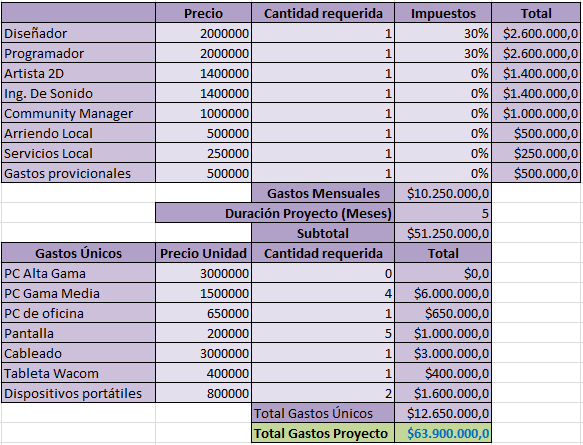 Precio Cantidad requerida Impuestos Total
Diseñador 2000000 1 30% $2.600.000,0
Programador 2000000 1 30% $2.600.000,0
Artista 2D 1400000 1 0% $1.400.000,0
Ing. De Sonido 1400000 1 0% $1.400.000,0
Community Manager 1000000 1 0% $1.000.000,0
Arriendo Local 500000 1 0% $500.000,0
Servicios Local 250000 1 0% $250.000,0
Gastos provicionales 500000 1 0% $500.000,0
Gastos Mensuales $10.250.000,0
Duración Proyecto (Meses) 5
Subtotal $51.250.000,0
Gastos Únicos Precio Unidad Cantidad requerida Total
PC Alta Gama 3000000 0 $0,0
PC Gama Media 1500000 4 $6.000.000,0
PC de oficina 650000 1 $650.000,0
Pantalla 200000 5 $1.000.000,0
Cableado 3000000 1 $3.000.000,0
Tableta Wacom 400000 1 $400.000,0
Dispositivos portátiles 800000 2 $1.600.000,0
Total Gastos Únicos $12.650.000,0
Total Gastos Proyecto $63.900.000,0